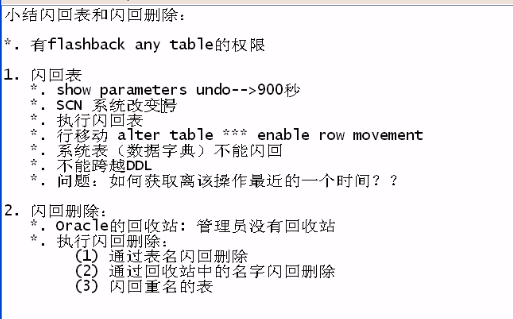 小结闪回表和闪回删除:
*. 有flashback any table的权限
1. 闪回表
*. show parameters undo-->900秒
*. SCN 系统改变号
*. 执行闪回表
*. 行移动 alter table *** enable row movement
*. 系统表（数据字典）不能闪回
*. 不能跨越DDL
*. 问题: 如何获取离该操作最近的一个时间？？
2. 闪回删除:
*. Oracle的回收站: 管理员没有回收站
*. 执行闪回删除:
(1) 通过表名闪回删除
(2) 通过回收站中的名字闪回删除
(3) 闪回重名的表